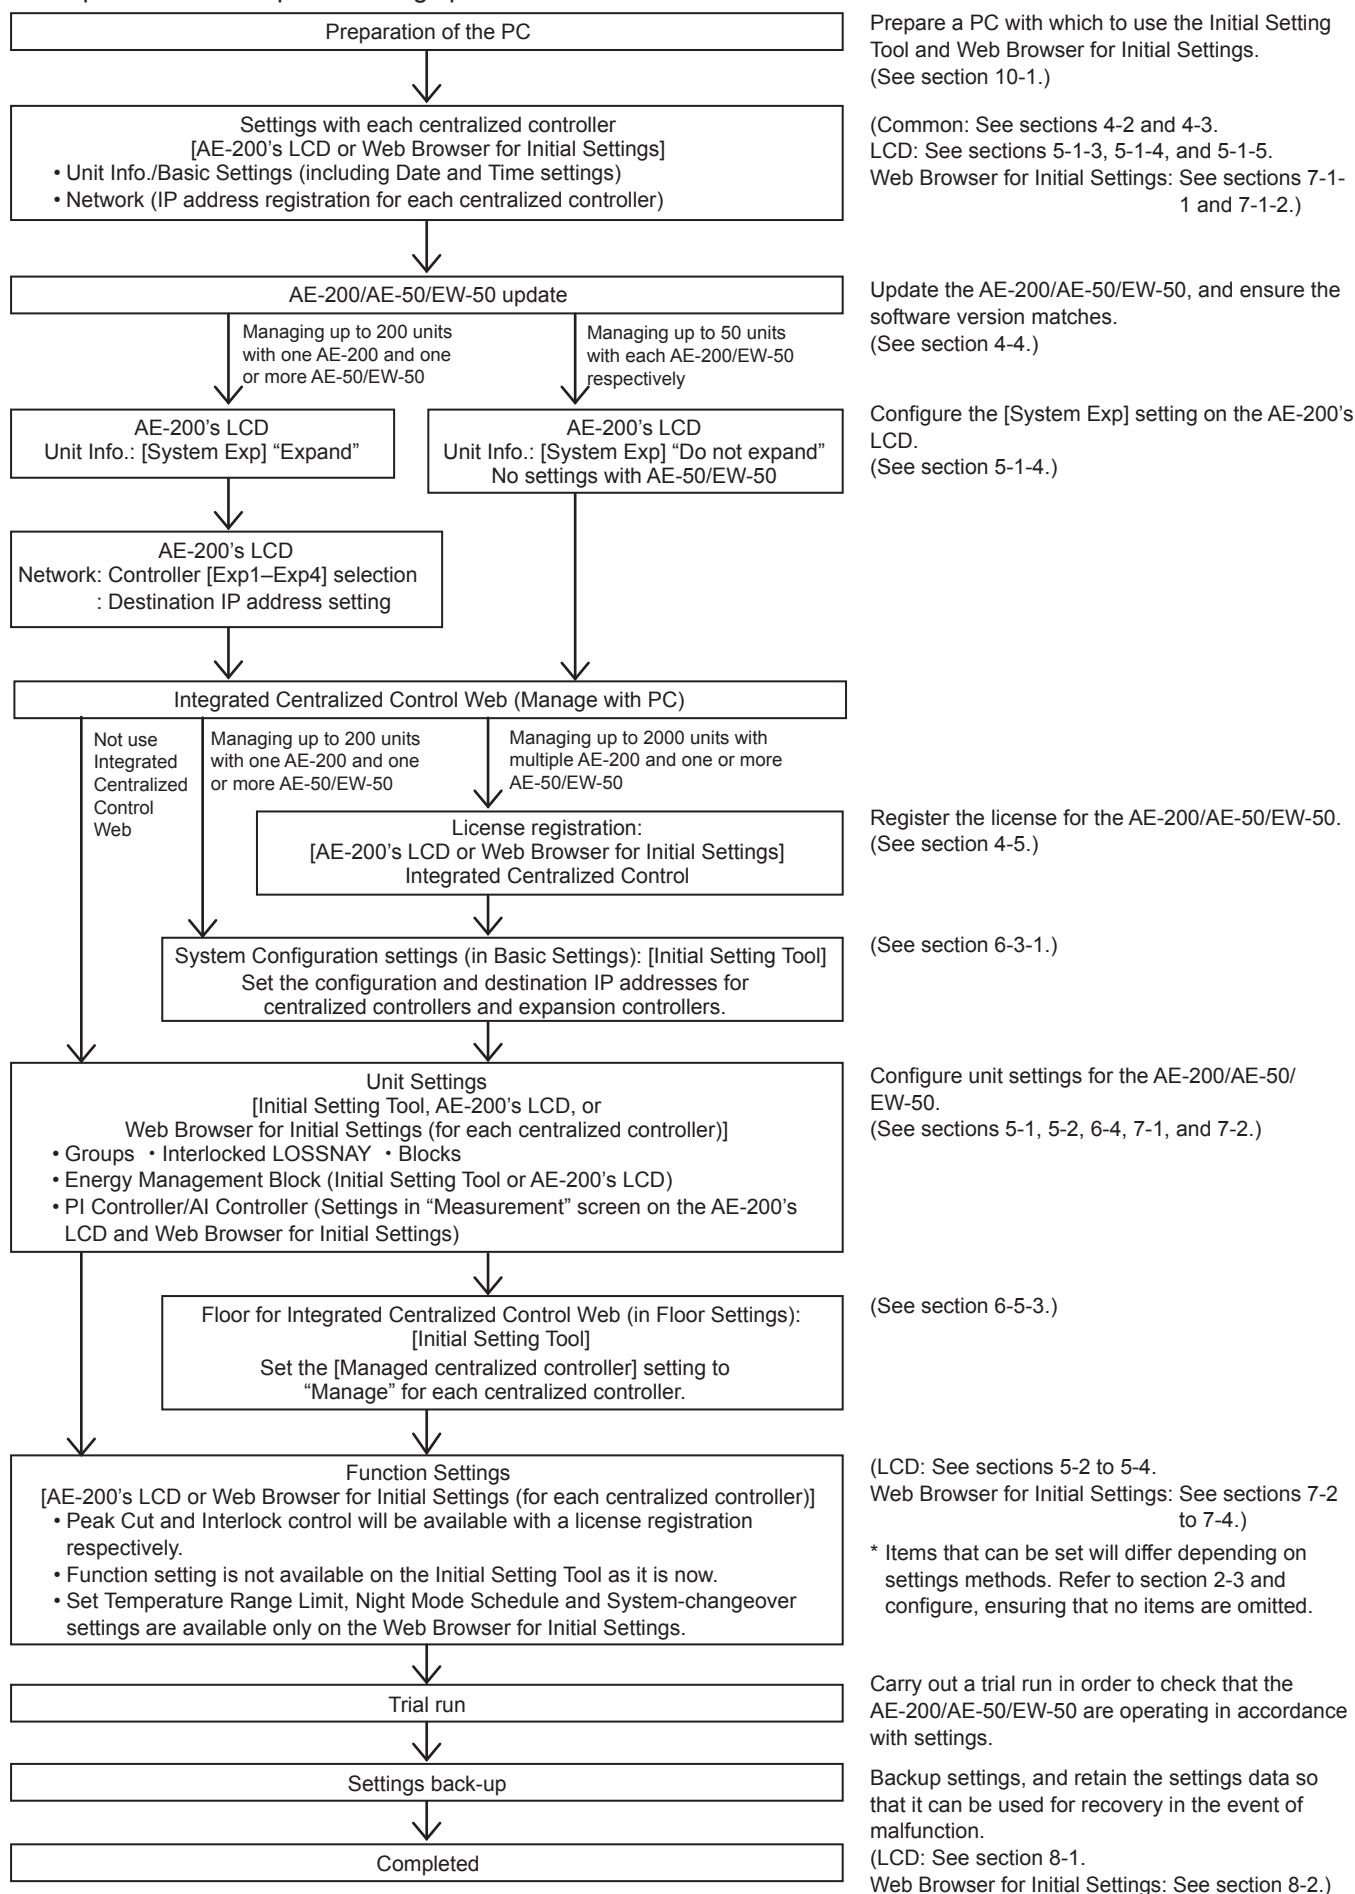 Preparation of the PC
Prepare a PC with which to use the Initial Setting
Tool and Web Browser for Initial Settings.
(See section 10-1.)
Settings with each centralized controller
[AE-200's LCD or Web Browser for Initial Settings]
• Unit Info./Basic Settings (including Date and Time settings)
• Network (IP address registration for each centralized controller)
(Common: See sections 4-2 and 4-3.
LCD: See sections 5-1-3, 5-1-4, and 5-1-5.
Web Browser for Initial Settings: See sections 7-1-
1 and 7-1-2.)
AE-200/AE-50/EW-50 update
Update the AE-200/AE-50/EW-50, and ensure the
software version matches.
(See section 4-4.)
Managing up to 200 units
with one AE-200 and one
or more AE-50/EW-50
Managing up to 50 units
with each AE-200/EW-50
respectively
AE-200's LCD
Unit Info.: [System Exp] “Expand”
AE-200's LCD
Unit Info.: [System Exp] “Do not expand”
No settings with AE-50/EW-50
Configure the [System Exp] setting on the AE-200's
LCD.
(See section 5-1-4.)
AE-200's LCD
Network: Controller [Exp1–Exp4] selection
: Destination IP address setting
Integrated Centralized Control Web (Manage with PC)
Not use
Integrated
Centralized
Control
Web
Managing up to 200 units
with one AE-200 and one
or more AE-50/EW-50
Managing up to 2000 units with
multiple AE-200 and one or more
AE-50/EW-50
License registration:
[AE-200's LCD or Web Browser for Initial Settings]
Integrated Centralized Control
Register the license for the AE-200/AE-50/EW-50.
(See section 4-5.)
System Configuration settings (in Basic Settings): [Initial Setting Tool]
Set the configuration and destination IP addresses for
centralized controllers and expansion controllers.
(See section 6-3-1.)
Unit Settings
[Initial Setting Tool, AE-200's LCD, or
Web Browser for Initial Settings (for each centralized controller)]
• Groups ・Interlocked LOSSNAY ・Blocks
• Energy Management Block (Initial Setting Tool or AE-200's LCD)
• PI Controller/AI Controller (Settings in “Measurement” screen on the AE-200's
LCD and Web Browser for Initial Settings)
Configure unit settings for the AE-200/AE-50/
EW-50.
(See sections 5-1, 5-2, 6-4, 7-1, and 7-2.)
Floor for Integrated Centralized Control Web (in Floor Settings):
[Initial Setting Tool]
Set the [Managed centralized controller] setting to
“Manage” for each centralized controller.
(See section 6-5-3.)
Function Settings
[AE-200's LCD or Web Browser for Initial Settings (for each centralized controller)]
• Peak Cut and Interlock control will be available with a license registration
respectively.
• Function setting is not available on the Initial Setting Tool as it is now.
• Set Temperature Range Limit, Night Mode Schedule and System-changeover
settings are available only on the Web Browser for Initial Settings.
(LCD: See sections 5-2 to 5-4.
Web Browser for Initial Settings: See sections 7-2
to 7-4.)
* Items that can be set will differ depending on
settings methods. Refer to section 2-3 and
configure, ensuring that no items are omitted.
Trial run
Carry out a trial run in order to check that the
AE-200/AE-50/EW-50 are operating in accordance
with settings.
Settings back-up
Backup settings, and retain the settings data so
that it can be used for recovery in the event of
malfunction.
(LCD: See section 8-1.
Web Browser for Initial Settings: See section 8-2.)
Completed